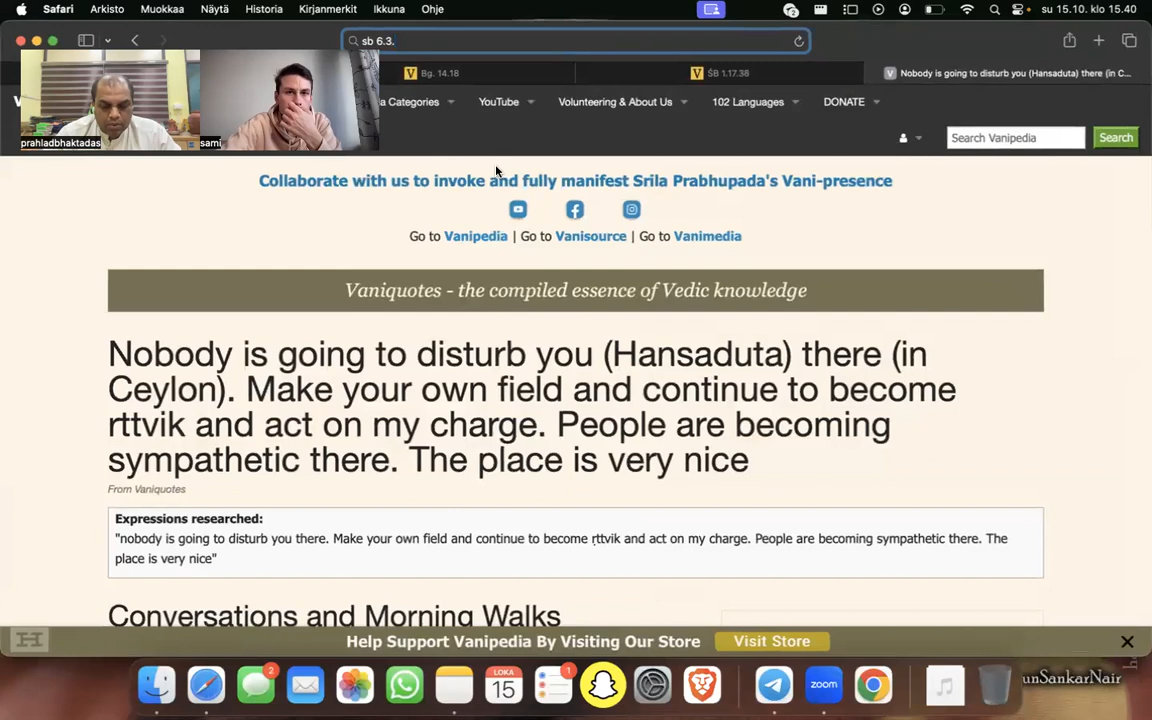 Safari Arkisto Muokkaa Näytä Historia Kirjanmerkit Ikkuna Ohje su 15.10. klo 15.40
sb 6.3.
Bg. 14.18 ŚB 1.17.38 Nobody is going to disturb you (Hansaduta) there (in C...
prahladbhaktadas sami
Categories YouTube Volunteering & About Us 102 Languages DONATE
Search Vanipedia Search
Collaborate with us to invoke and fully manifest Srila Prabhupada's Vani-presence
Go to Vanipedia | Go to Vanisource | Go to Vanimedia
Vaniquotes - the compiled essence of Vedic knowledge
Nobody is going to disturb you (Hansaduta) there (in
Ceylon). Make your own field and continue to become
rttvik and act on my charge. People are becoming
sympathetic there. The place is very nice
From Vaniquotes
Expressions researched:
"nobody is going to disturb you there. Make your own field and continue to become rttvik and act on my charge. People are becoming sympathetic there. The
place is very nice"
Conversations and Morning Walks
Help Support Vanipedia By Visiting Our Store Visit Store
2
LOKA
15
1
zoom
unSankarNair